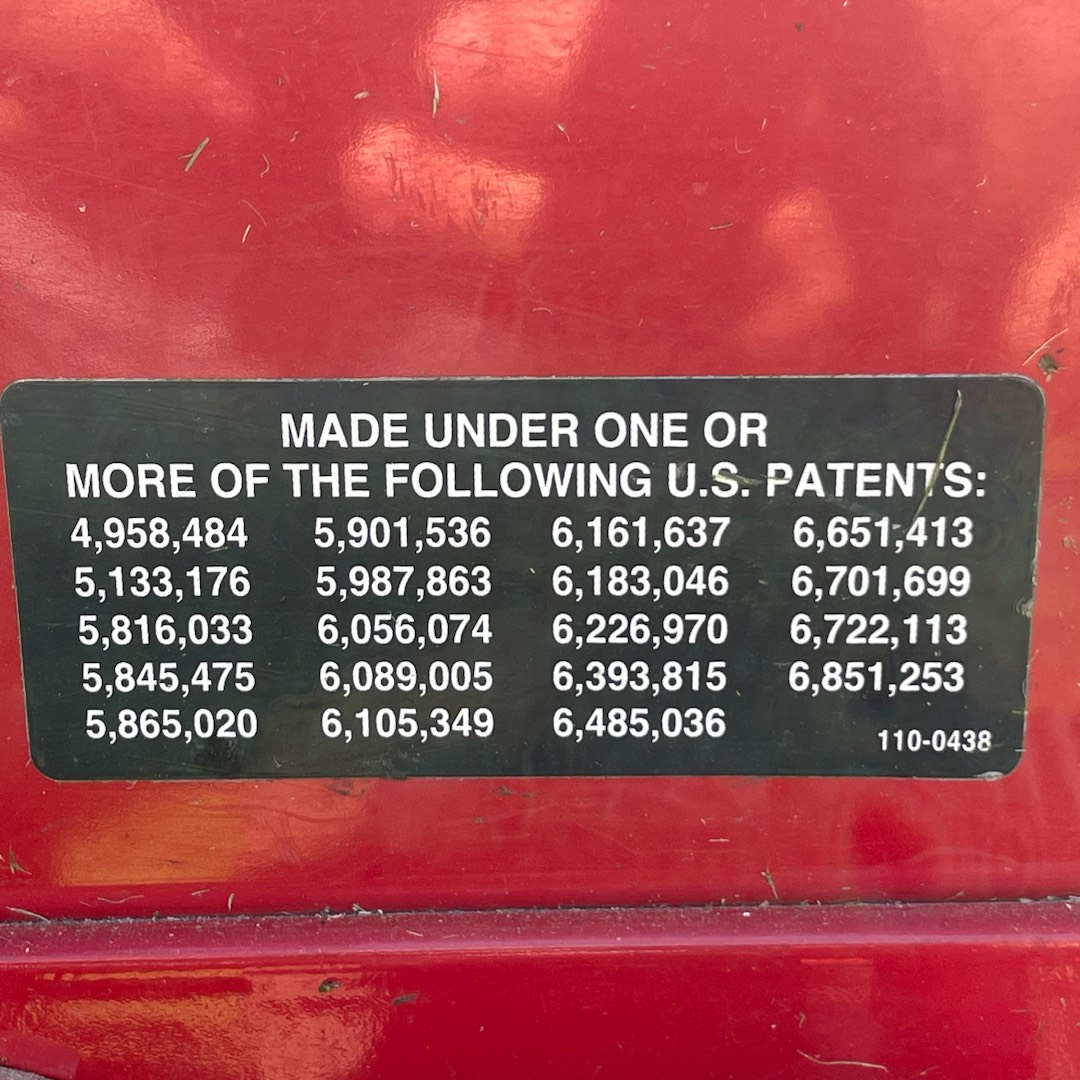 MADE UNDER ONE OR
MORE OF THE FOLLOWING U.S. PATENTS:
4,958,484 5,901,536 6,161,637 6,651,413
5,133,176 5,987,863 6,183,046 6,701,699
5,816,033 6,056,074 6,226,970 6,722,113
5,845,475 6,089,005 6,393,815 6,851,253
5,865,020 6,105,349 6,485,036
110-0438